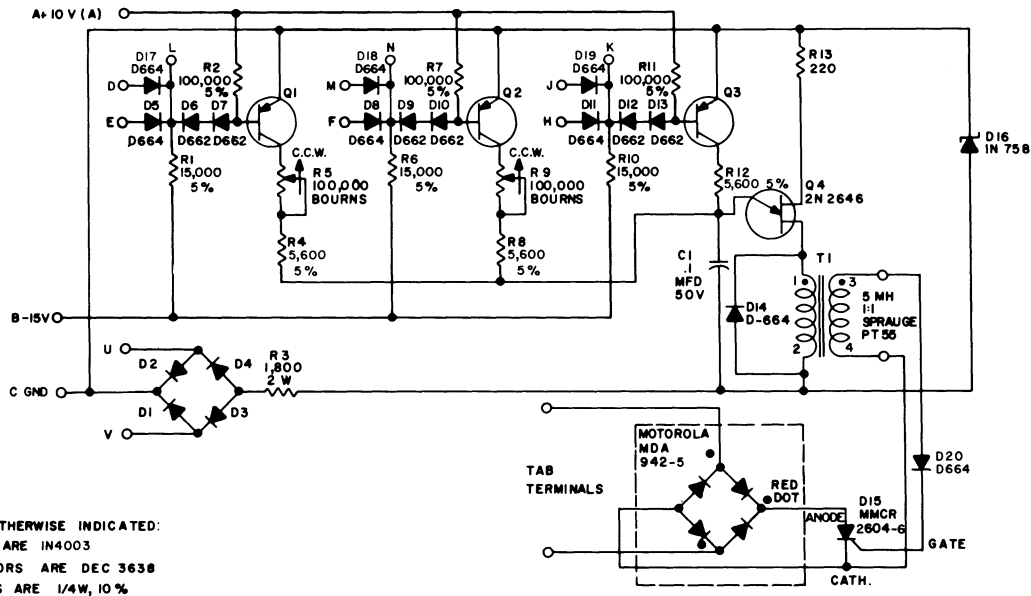 A+10 V (A)
L
N
K
D17
D664
D
R2
100,000
5%
Q1
D5
D6
D7
E
D664
D662
D662
R1
15,000
5%
C.C.W.
R5
100,000
BOURNS
R4
5,600
5%
D18
D664
M
R7
100,000
5%
Q2
D8
D9
D10
F
D664
D662
D662
R6
15,000
5%
C.C.W.
R9
100,000
BOURNS
R8
5,600
5%
D19
D664
J
R11
100,000
5%
Q3
D11
D12
D13
H
D664
D662
D662
R10
15,000
5%
R12
5,600 5%
R13
220
Q4
2N2646
D16
IN 758
C1
.1
MFD
50V
D14
D-664
T1
1
3
2
4
5 MH
1:1
SPRAUGE
PT55
B-15V
U
D2
D4
R3
1,800
2 W
C GND
D1
D3
V
MOTOROLA
MDA
942-5
TAB
TERMINALS
RED
DOT
D20
D664
D15
MMCR
2604-6
ANODE
GATE
CATH.
THERWISE INDICATED:
ARE IN4003
ORS ARE DEC 3638
S ARE 1/4W, 10%